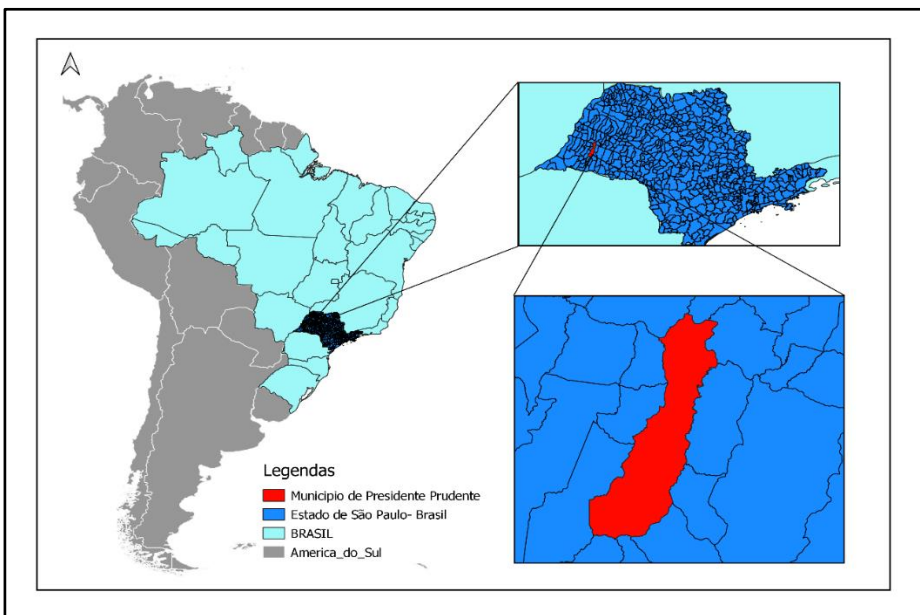 Legendas
Municipio de Presidente Prudente
Estado de São Paulo- Brasil
BRASIL
America_do_Sul